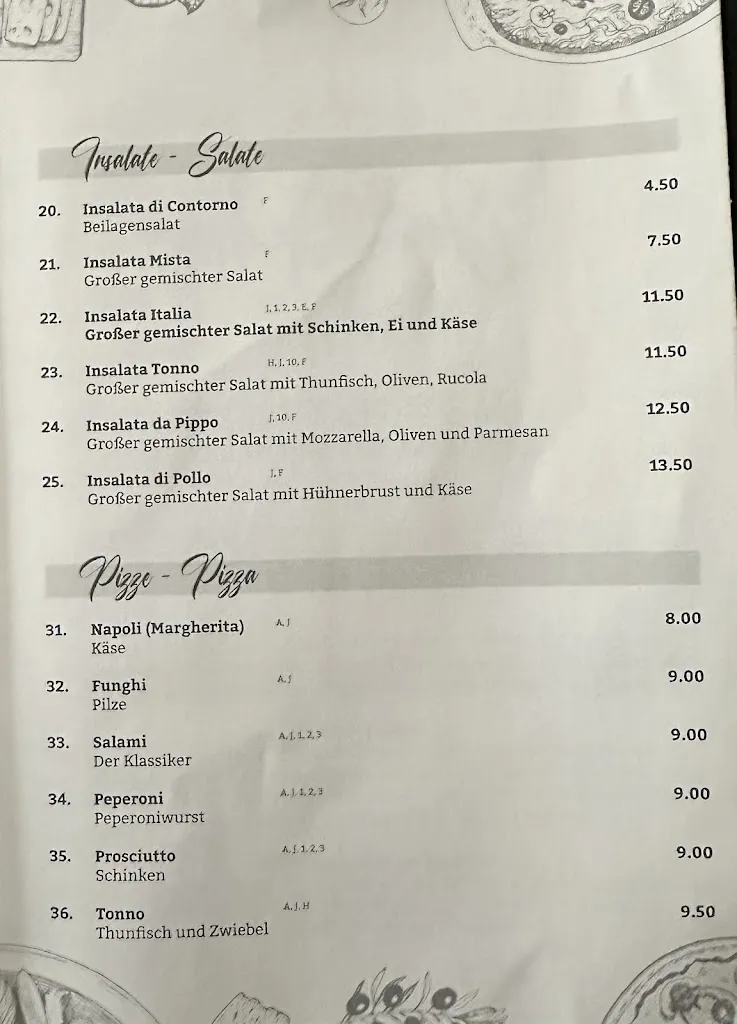 Insalate - Salate
20. Insalata di Contorno F 4.50
Beilagensalat
21. Insalata Mista F 7.50
Großer gemischter Salat
22. Insalata Italia J, 1, 2, 3, E, F 11.50
Großer gemischter Salat mit Schinken, Ei und Käse
23. Insalata Tonno H, J, 10, F 11.50
Großer gemischter Salat mit Thunfisch, Oliven, Rucola
24. Insalata da Pippo J, 10, F 12.50
Großer gemischter Salat mit Mozzarella, Oliven und Parmesan
25. Insalata di Pollo J, F 13.50
Großer gemischter Salat mit Hühnerbrust und Käse
Pizze - Pizza
31. Napoli (Margherita) A, J 8.00
Käse
32. Funghi A, J 9.00
Pilze
33. Salami A, J, 1, 2, 3 9.00
Der Klassiker
34. Peperoni A, J, 1, 2, 3 9.00
Peperoniwurst
35. Prosciutto A, J, 1, 2, 3 9.00
Schinken
36. Tonno A, J, H 9.50
Thunfisch und Zwiebel